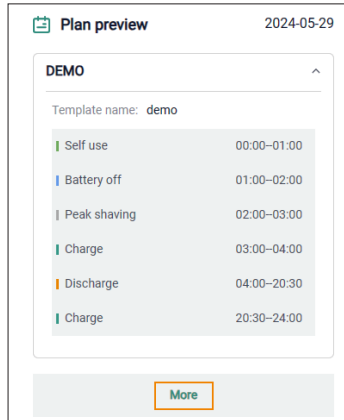 Plan preview 2024-05-29
DEMO
Template name: demo
Self use 00:00--01:00
Battery off 01:00--02:00
Peak shaving 02:00--03:00
Charge 03:00--04:00
Discharge 04:00--20:30
Charge 20:30--24:00
More